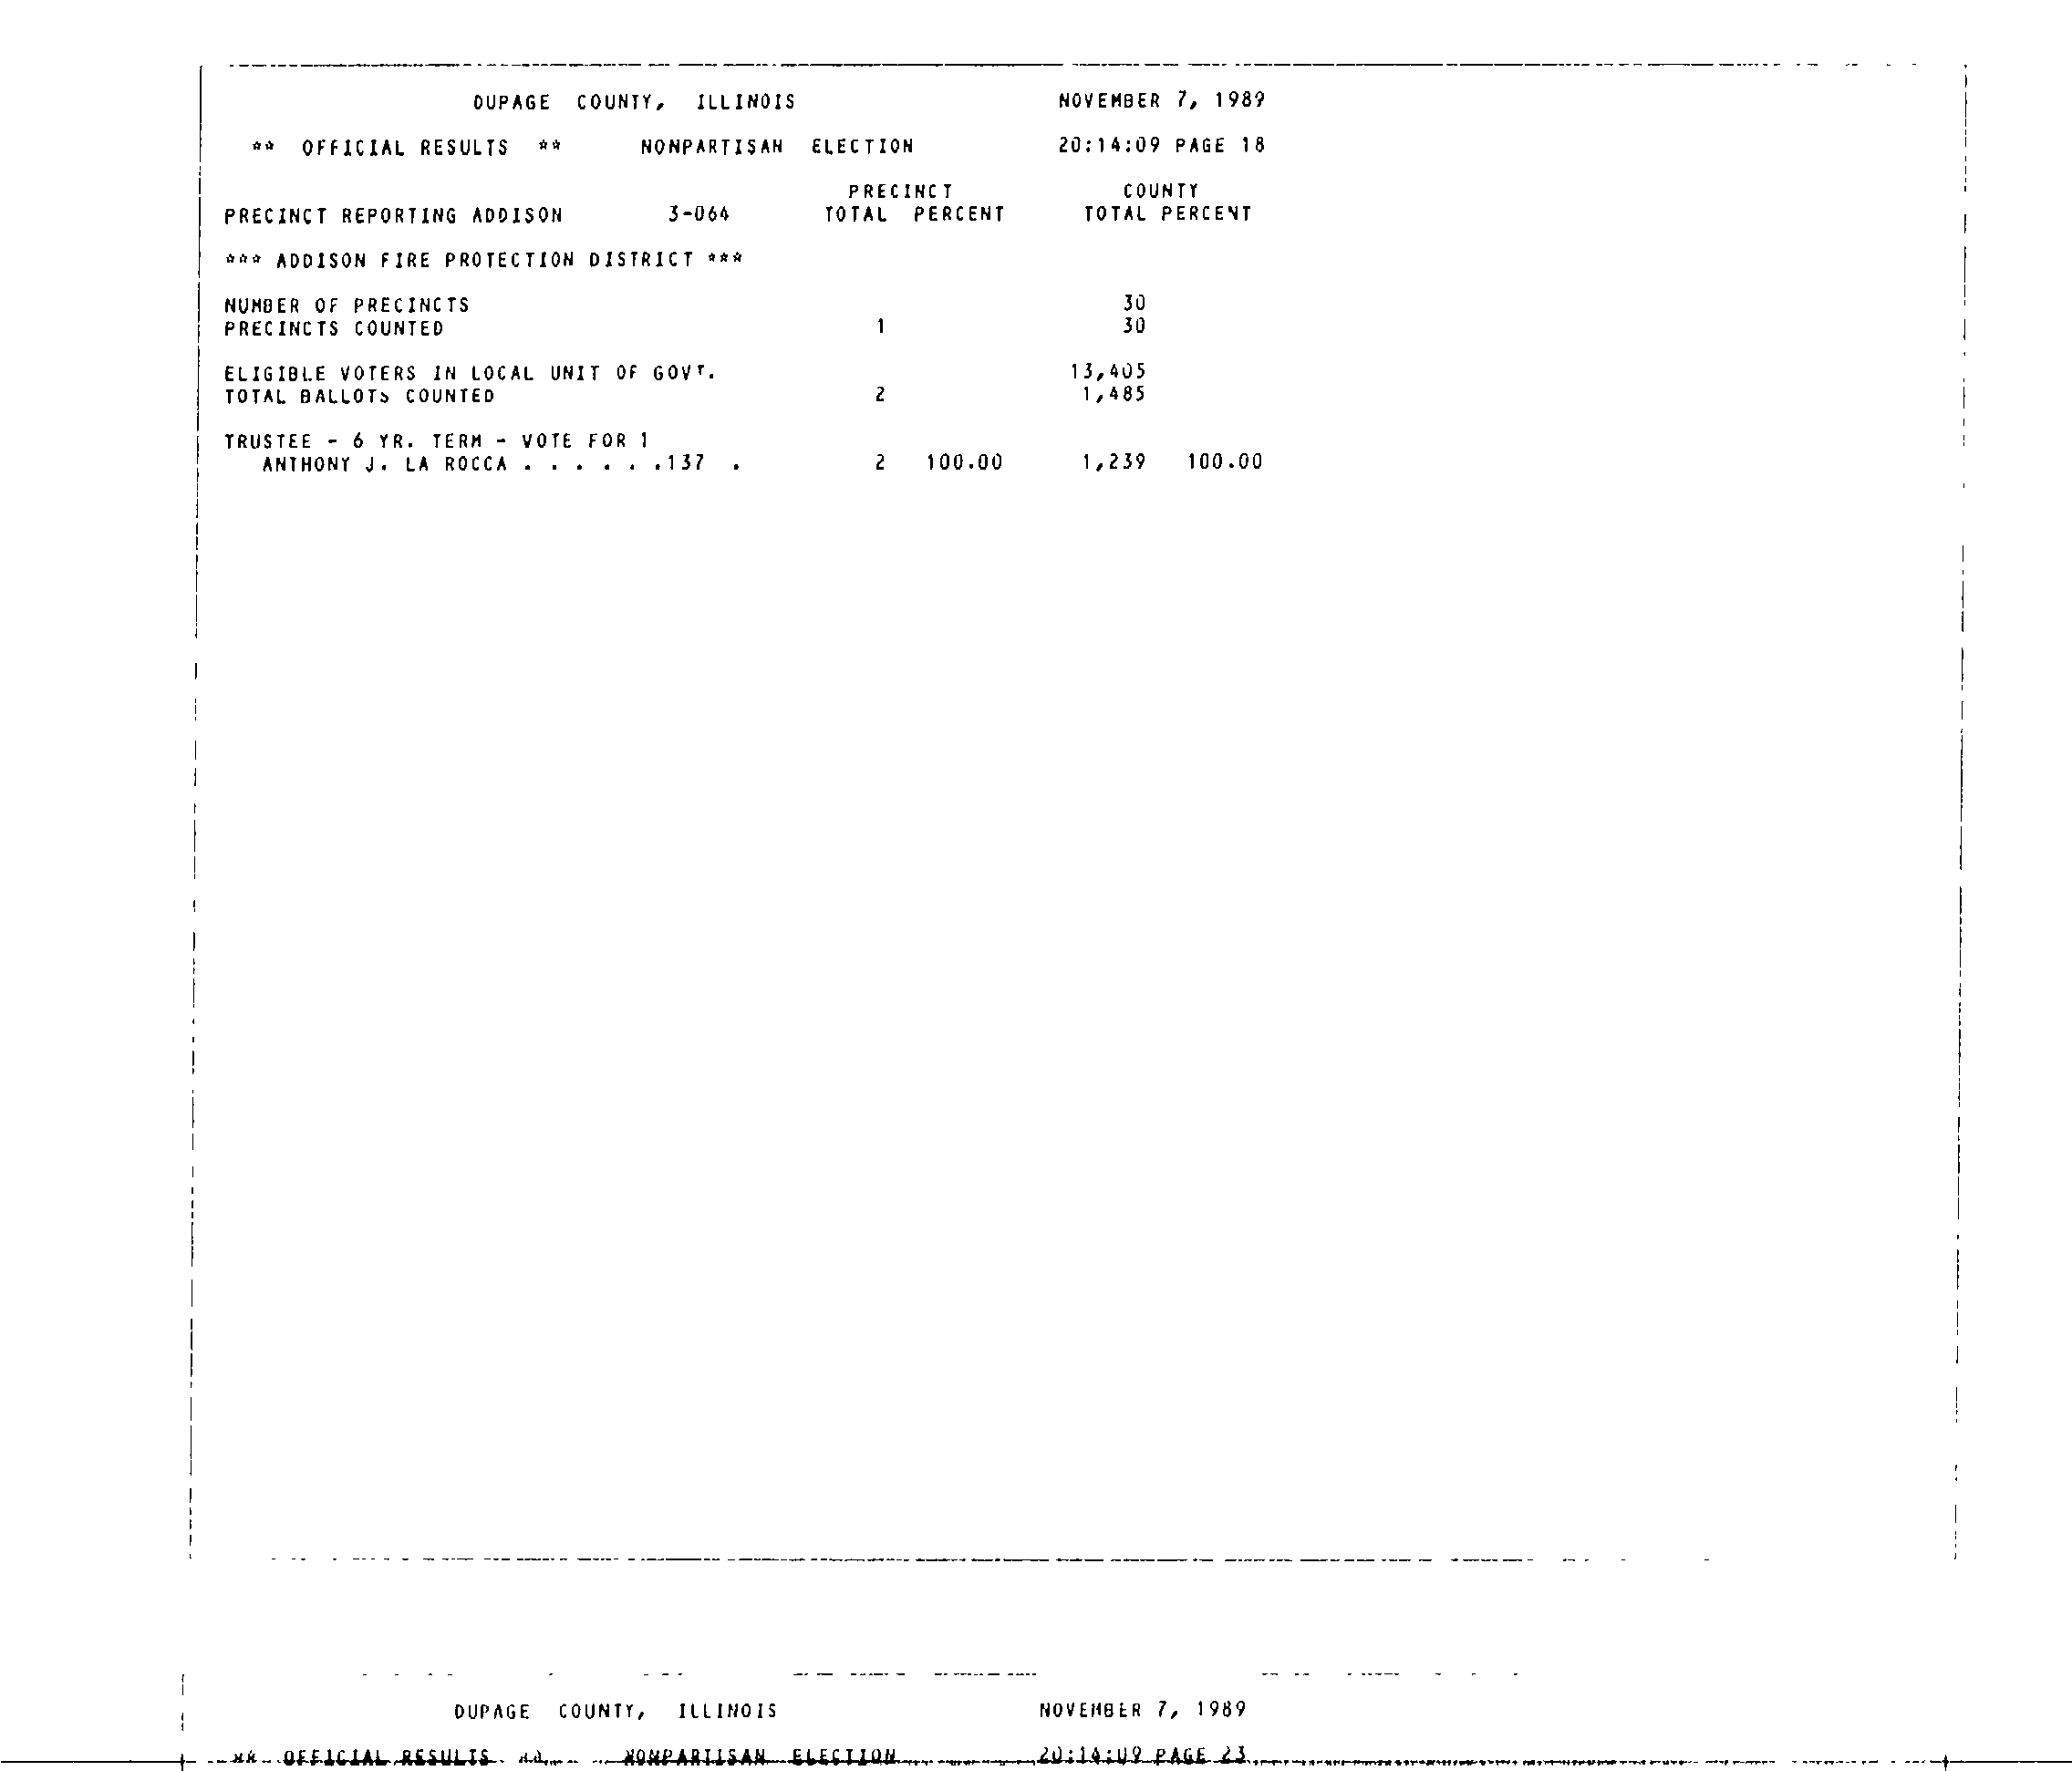 DUPAGE COUNTY, ILLINOIS NOVEMBER 7, 1989
** OFFICIAL RESULTS ** NONPARTISAN ELECTION 20:14:09 PAGE 18
PRECINCT COUNTY
PRECINCT REPORTING ADDISON 3-064 TOTAL PERCENT TOTAL PERCENT
*** ADDISON FIRE PROTECTION DISTRICT ***
NUMBER OF PRECINCTS 30
PRECINCTS COUNTED 1 30
ELIGIBLE VOTERS IN LOCAL UNIT OF GOVT. 13,405
TOTAL BALLOTS COUNTED 2 1,485
TRUSTEE - 6 YR. TERM - VOTE FOR 1
ANTHONY J. LA ROCCA . . . . . .137 . 2 100.00 1,239 100.00
DUPAGE COUNTY, ILLINOIS NOVEMBER 7, 1989
** OFFICIAL RESULTS ** NONPARTISAN ELECTION 20:14:09 PAGE 23